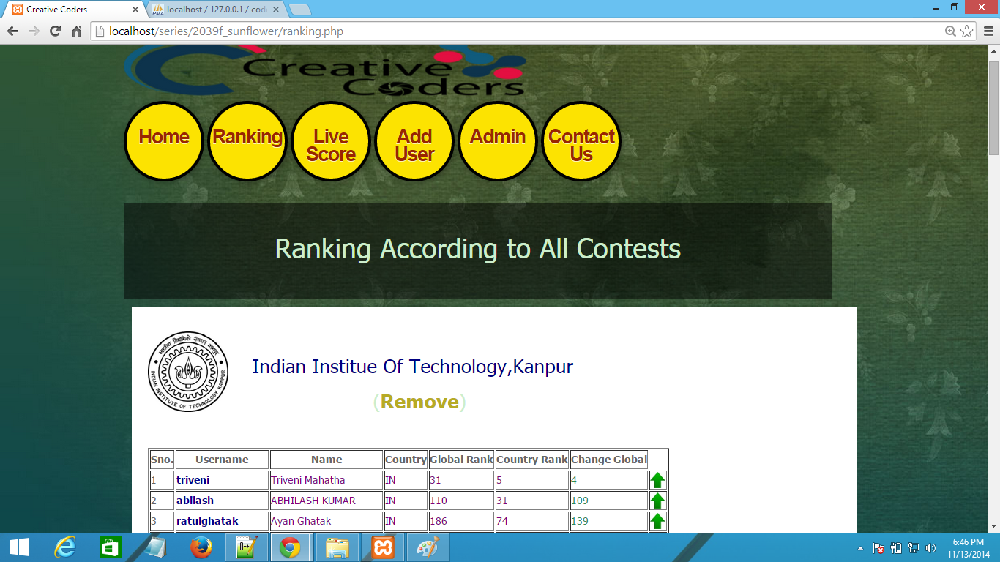 Creative Coders
localhost / 127.0.0.1 / cod
localhost/series/2039f_sunflower/ranking.php
Creative
Coders
Home
Ranking
Live
Score
Add
User
Admin
Contact
Us
Ranking According to All Contests
भारतीय प्रौद्योगिकी संस्थान कानपुर
INDIAN INSTITUTE OF TECHNOLOGY KANPUR
Indian Institue Of Technology,Kanpur
(Remove)
Sno. Username Name Country Global Rank Country Rank Change Global
1 triveni Triveni Mahatha IN 31 5 4
2 abilash ABHILASH KUMAR IN 110 31 109
3 ratulghatak Ayan Ghatak IN 186 74 139
6:46 PM
11/13/2014